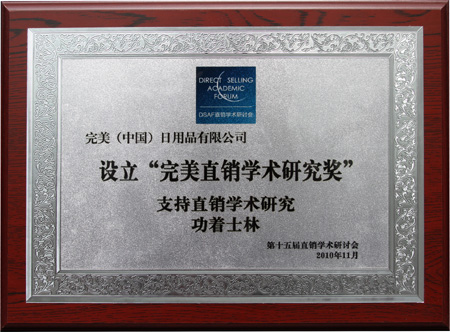 DIRECT SELLING
ACADEMIC
FORUM
DISAF直销学术研讨会
完美（中国）日用品有限公司
设立“完美直销学术研究奖”
支持直销学术研究
功着士林
第十五届直销学术研讨会
2010年11月